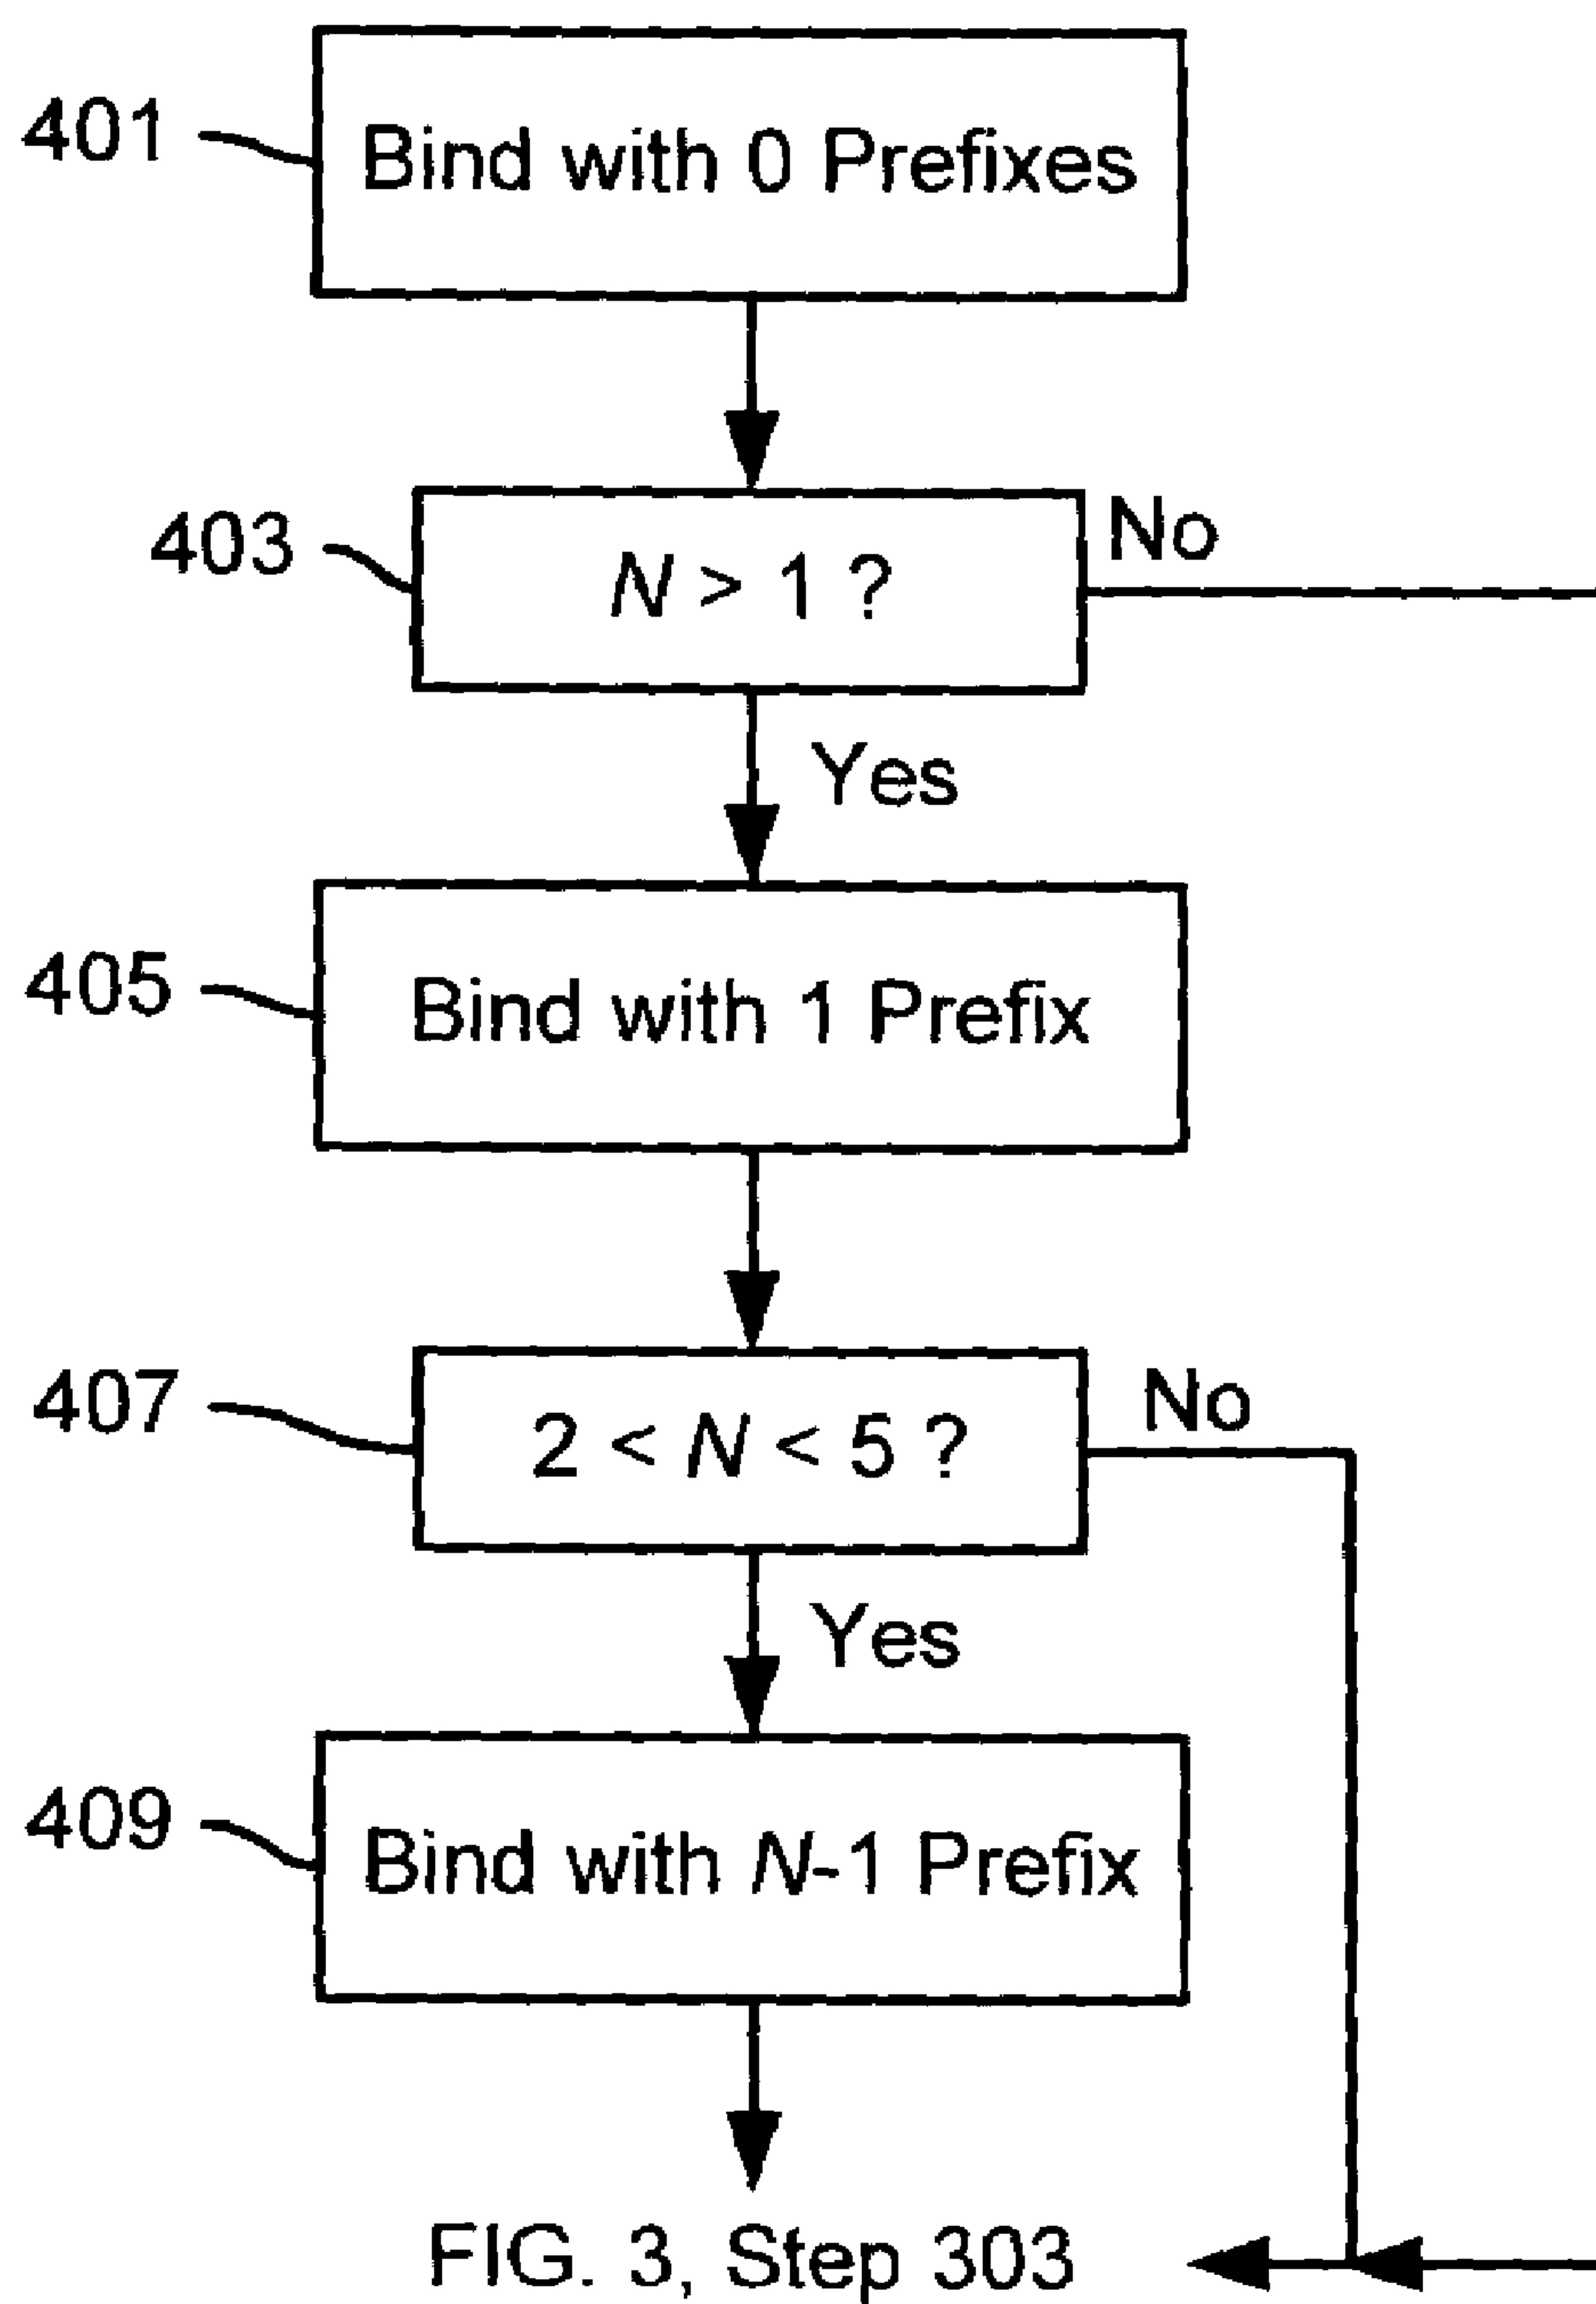 401
Bind with 0 Prefixes
403
N > 1 ?
No
Yes
405
Bind with 1 Prefix
407
2 < N < 5 ?
No
Yes
409
Bind with N-1 Prefix
FIG. 3, Step 303